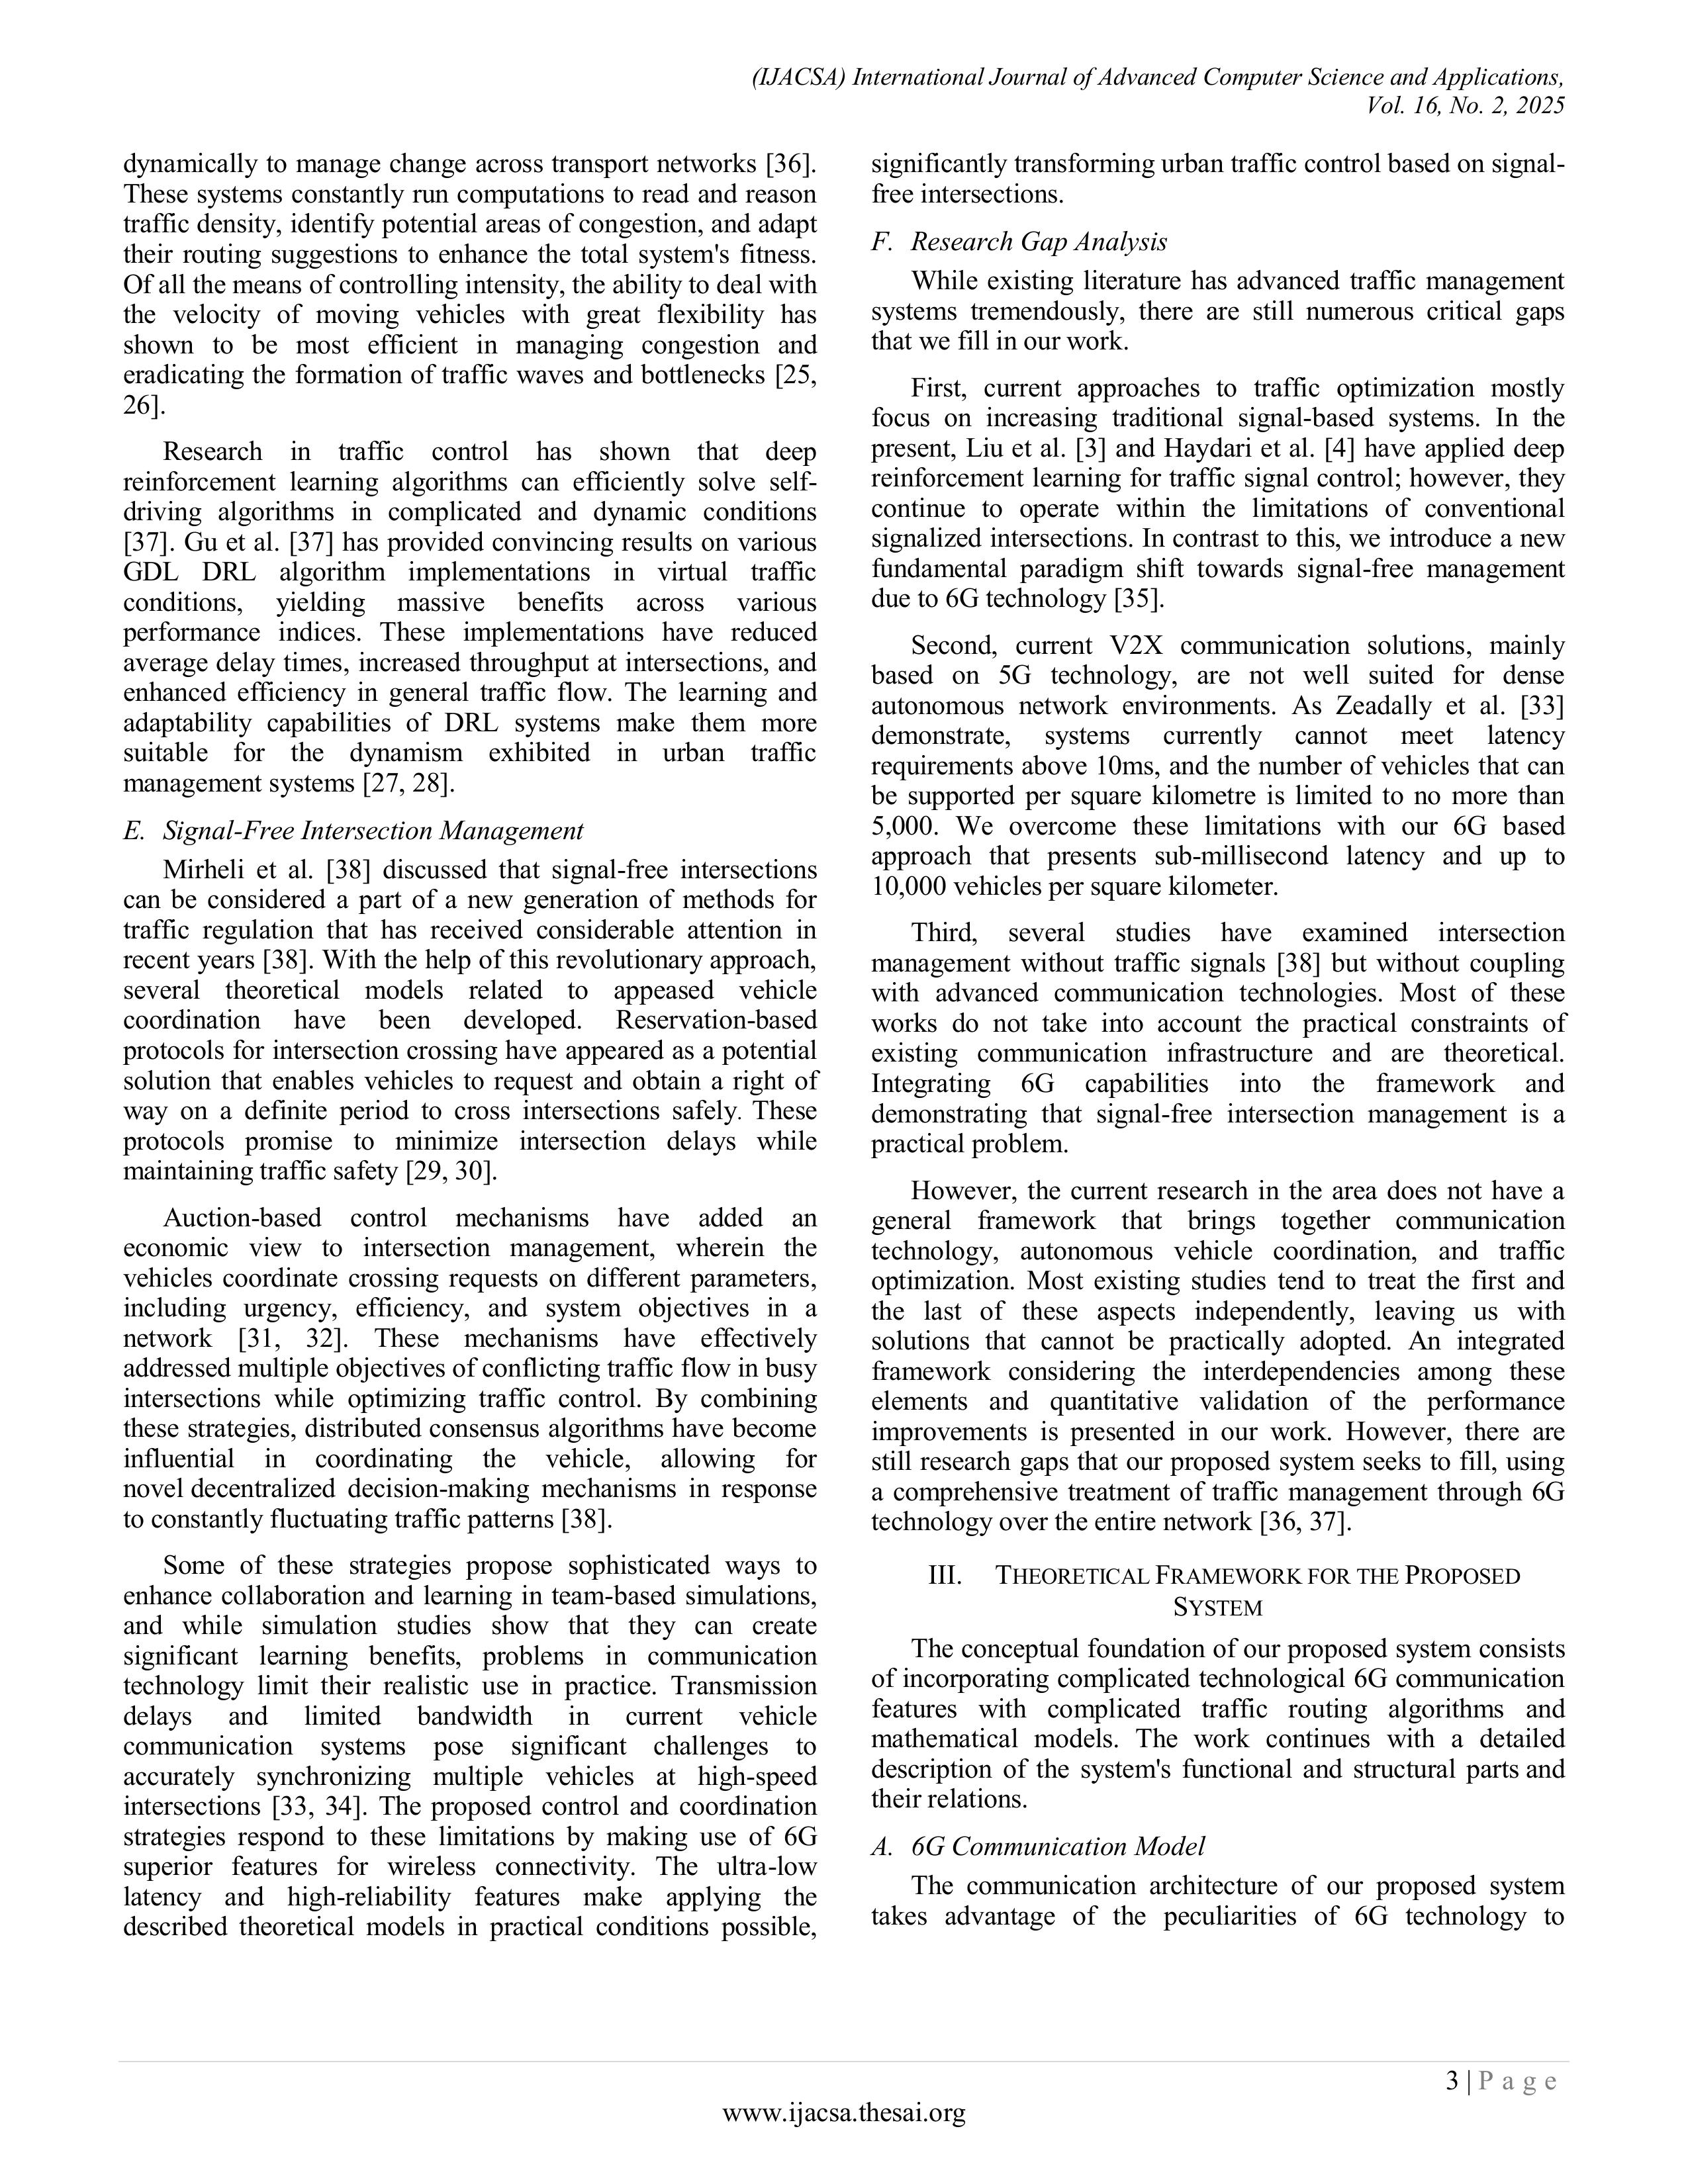 (IJACSA) International Journal of Advanced Computer Science and Applications,
Vol. 16, No. 2, 2025
dynamically to manage change across transport networks [36].
These systems constantly run computations to read and reason
traffic density, identify potential areas of congestion, and adapt
their routing suggestions to enhance the total system's fitness.
Of all the means of controlling intensity, the ability to deal with
the velocity of moving vehicles with great flexibility has
shown to be most efficient in managing congestion and
eradicating the formation of traffic waves and bottlenecks [25,
26].
Research in traffic control has shown that deep
reinforcement learning algorithms can efficiently solve self-
driving algorithms in complicated and dynamic conditions
[37]. Gu et al. [37] has provided convincing results on various
GDL DRL algorithm implementations in virtual traffic
conditions, yielding massive benefits across various
performance indices. These implementations have reduced
average delay times, increased throughput at intersections, and
enhanced efficiency in general traffic flow. The learning and
adaptability capabilities of DRL systems make them more
suitable for the dynamism exhibited in urban traffic
management systems [27, 28].
E. Signal-Free Intersection Management
Mirheli et al. [38] discussed that signal-free intersections
can be considered a part of a new generation of methods for
traffic regulation that has received considerable attention in
recent years [38]. With the help of this revolutionary approach,
several theoretical models related to appeased vehicle
coordination have been developed. Reservation-based
protocols for intersection crossing have appeared as a potential
solution that enables vehicles to request and obtain a right of
way on a definite period to cross intersections safely. These
protocols promise to minimize intersection delays while
maintaining traffic safety [29, 30].
Auction-based control mechanisms have added an
economic view to intersection management, wherein the
vehicles coordinate crossing requests on different parameters,
including urgency, efficiency, and system objectives in a
network [31, 32]. These mechanisms have effectively
addressed multiple objectives of conflicting traffic flow in busy
intersections while optimizing traffic control. By combining
these strategies, distributed consensus algorithms have become
influential in coordinating the vehicle, allowing for
novel decentralized decision-making mechanisms in response
to constantly fluctuating traffic patterns [38].
Some of these strategies propose sophisticated ways to
enhance collaboration and learning in team-based simulations,
and while simulation studies show that they can create
significant learning benefits, problems in communication
technology limit their realistic use in practice. Transmission
delays and limited bandwidth in current vehicle
communication systems pose significant challenges to
accurately synchronizing multiple vehicles at high-speed
intersections [33, 34]. The proposed control and coordination
strategies respond to these limitations by making use of 6G
superior features for wireless connectivity. The ultra-low
latency and high-reliability features make applying the
described theoretical models in practical conditions possible,
significantly transforming urban traffic control based on signal-
free intersections.
F. Research Gap Analysis
While existing literature has advanced traffic management
systems tremendously, there are still numerous critical gaps
that we fill in our work.
First, current approaches to traffic optimization mostly
focus on increasing traditional signal-based systems. In the
present, Liu et al. [3] and Haydari et al. [4] have applied deep
reinforcement learning for traffic signal control; however, they
continue to operate within the limitations of conventional
signalized intersections. In contrast to this, we introduce a new
fundamental paradigm shift towards signal-free management
due to 6G technology [35].
Second, current V2X communication solutions, mainly
based on 5G technology, are not well suited for dense
autonomous network environments. As Zeadally et al. [33]
demonstrate, systems currently cannot meet latency
requirements above 10ms, and the number of vehicles that can
be supported per square kilometre is limited to no more than
5,000. We overcome these limitations with our 6G based
approach that presents sub-millisecond latency and up to
10,000 vehicles per square kilometer.
Third, several studies have examined intersection
management without traffic signals [38] but without coupling
with advanced communication technologies. Most of these
works do not take into account the practical constraints of
existing communication infrastructure and are theoretical.
Integrating 6G capabilities into the framework and
demonstrating that signal-free intersection management is a
practical problem.
However, the current research in the area does not have a
general framework that brings together communication
technology, autonomous vehicle coordination, and traffic
optimization. Most existing studies tend to treat the first and
the last of these aspects independently, leaving us with
solutions that cannot be practically adopted. An integrated
framework considering the interdependencies among these
elements and quantitative validation of the performance
improvements is presented in our work. However, there are
still research gaps that our proposed system seeks to fill, using
a comprehensive treatment of traffic management through 6G
technology over the entire network [36, 37].
III. THEORETICAL FRAMEWORK FOR THE PROPOSED
SYSTEM
The conceptual foundation of our proposed system consists
of incorporating complicated technological 6G communication
features with complicated traffic routing algorithms and
mathematical models. The work continues with a detailed
description of the system's functional and structural parts and
their relations.
A. 6G Communication Model
The communication architecture of our proposed system
takes advantage of the peculiarities of 6G technology to
3 | Page
www.ijacsa.thesai.org